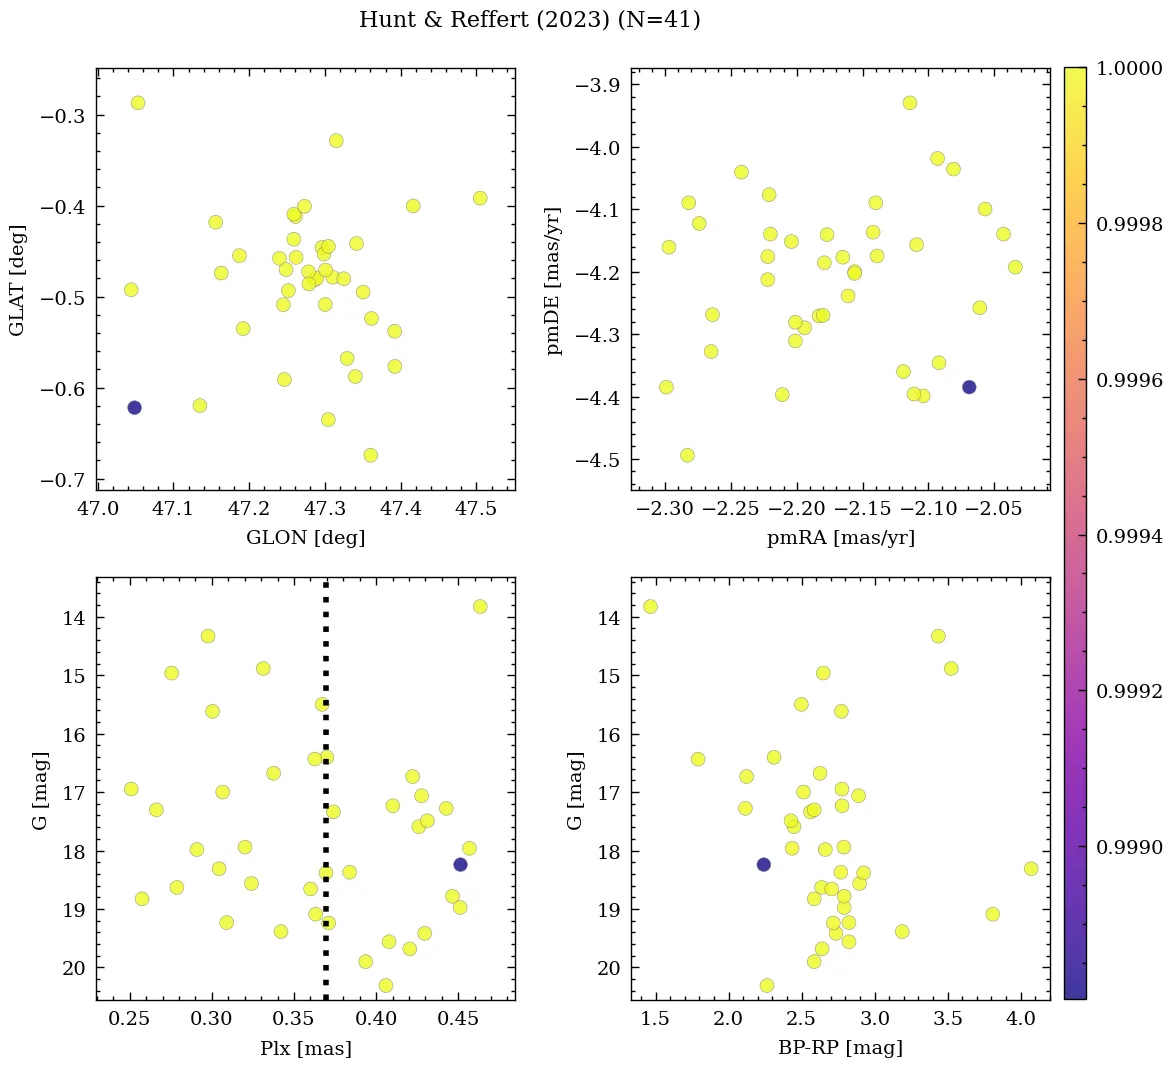 Hunt & Reffert (2023) (N=41)
GLAT [deg]
−0.3
−0.4
−0.5
−0.6
−0.7
47.0 47.1 47.2 47.3 47.4 47.5
GLON [deg]
pmDE [mas/yr]
−3.9
−4.0
−4.1
−4.2
−4.3
−4.4
−4.5
−2.30 −2.25 −2.20 −2.15 −2.10 −2.05
pmRA [mas/yr]
1.0000
0.9998
0.9996
0.9994
0.9992
0.9990
G [mag]
14
15
16
17
18
19
20
0.25 0.30 0.35 0.40 0.45
Plx [mas]
G [mag]
14
15
16
17
18
19
20
1.5 2.0 2.5 3.0 3.5 4.0
BP-RP [mag]